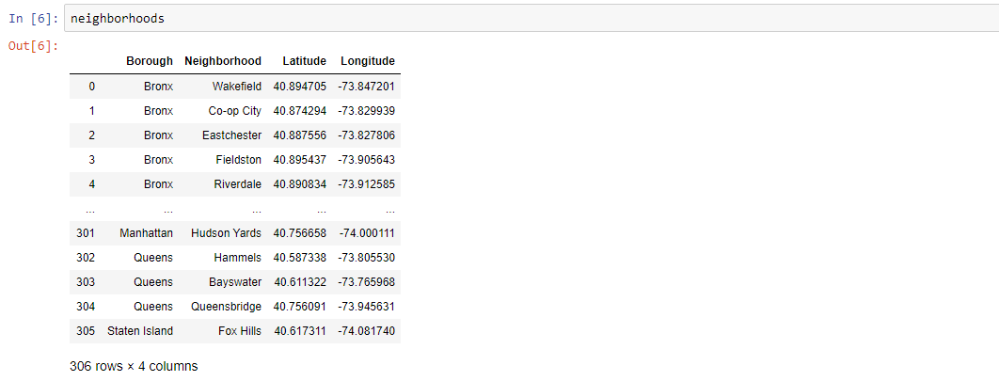 In [6]: neighborhoods
Out[6]:
Borough Neighborhood Latitude Longitude
0 Bronx Wakefield 40.894705 -73.847201
1 Bronx Co-op City 40.874294 -73.829939
2 Bronx Eastchester 40.887556 -73.827806
3 Bronx Fieldston 40.895437 -73.905643
4 Bronx Riverdale 40.890834 -73.912585
... ... ... ... ...
301 Manhattan Hudson Yards 40.756658 -74.000111
302 Queens Hammels 40.587338 -73.805530
303 Queens Bayswater 40.611322 -73.765968
304 Queens Queensbridge 40.756091 -73.945631
305 Staten Island Fox Hills 40.617311 -74.081740
306 rows × 4 columns